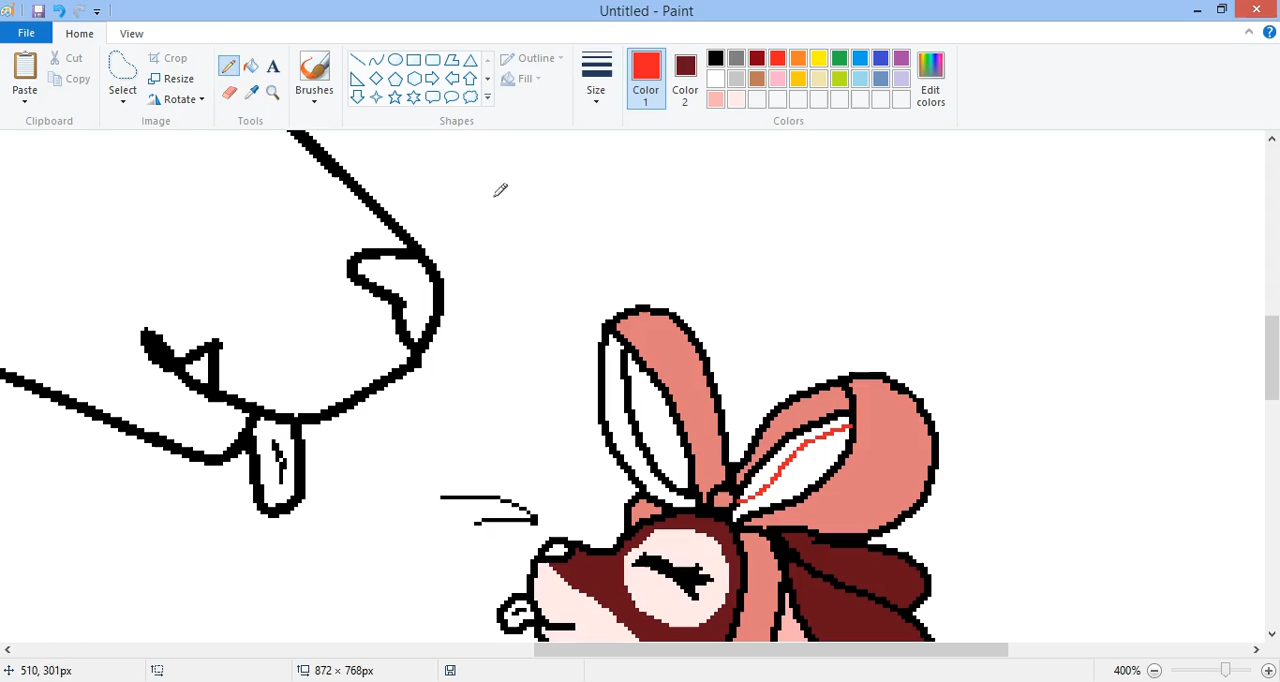 Untitled - Paint
File Home View
Paste Cut Copy
Clipboard
Select Crop Resize Rotate
Image
A
Tools
Brushes
Outline Fill
Shapes
Size
Color 1
Color 2
Edit colors
Colors
510, 301px 872 × 768px 400%